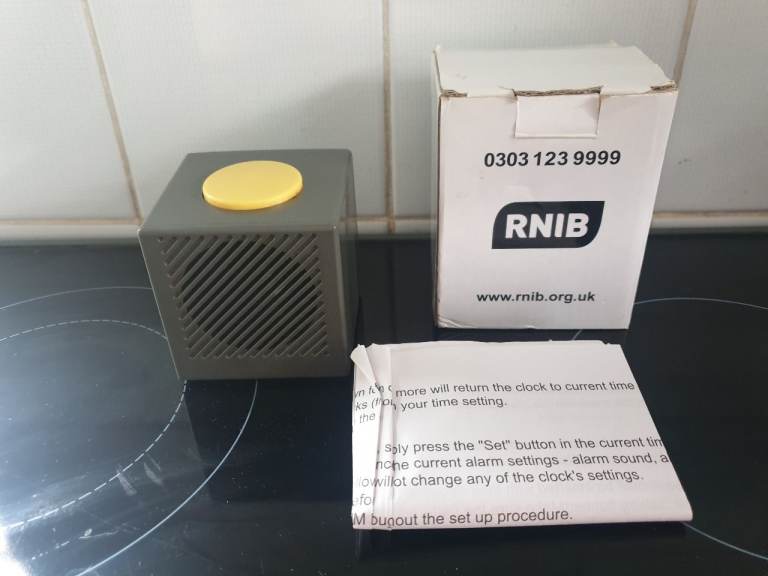 0303 123 9999
RNIB
www.rnib.org.uk
more will return the clock to current time
your time setting.
the
press the "Set" button in the current
current alarm settings - alarm sound,
change any of the clock's settings.
out the set up procedure.